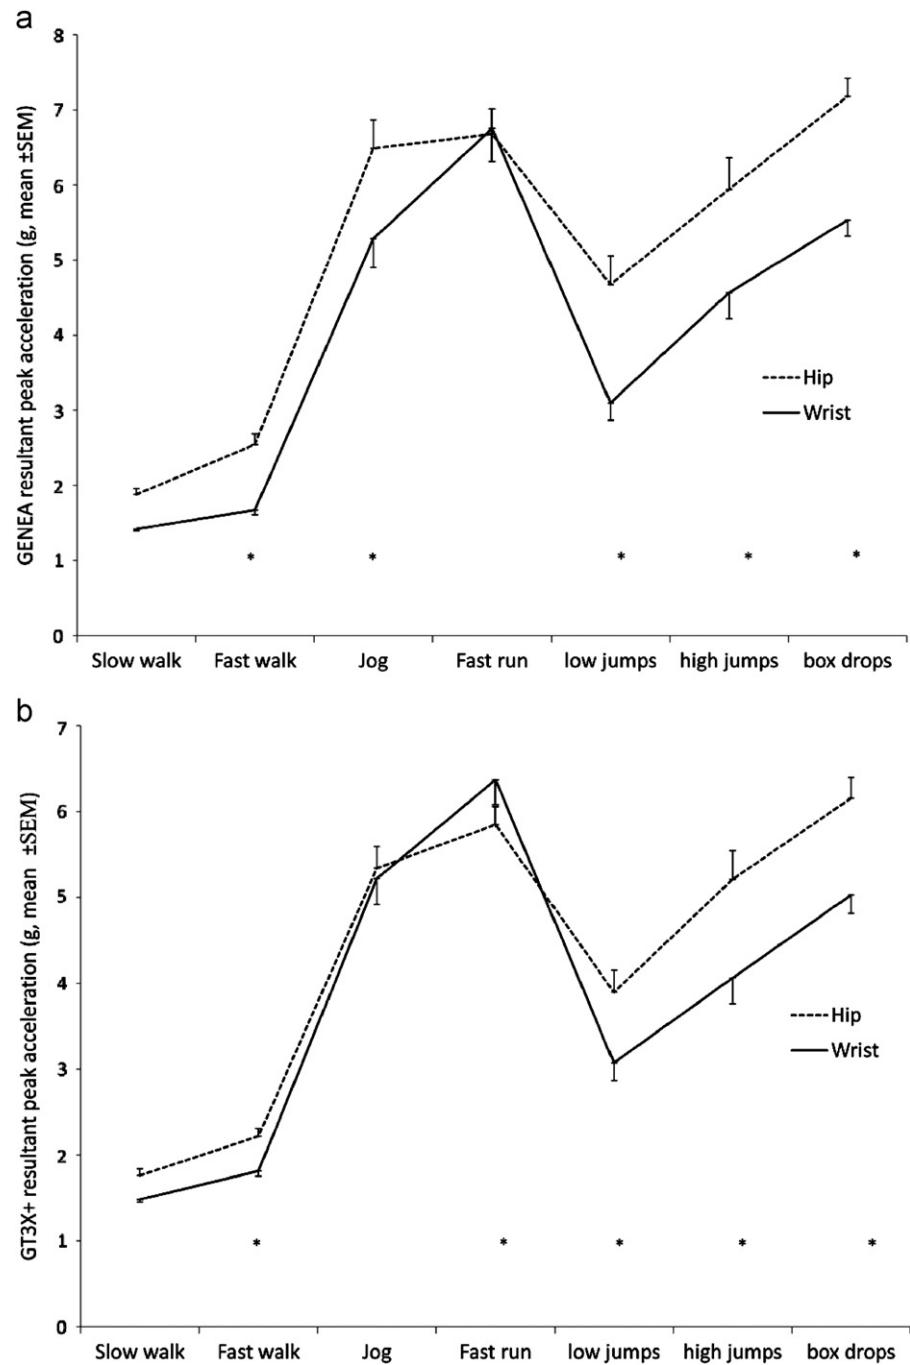 a
GENEA resultant peak acceleration (g, mean ±SEM)
8
7
6
5
4
3
2
1
0
Hip
Wrist
* * * * *
Slow walk Fast walk Jog Fast run low jumps high jumps box drops
b
GT3X+ resultant peak acceleration (g, mean ±SEM)
7
6
5
4
3
2
1
0
Hip
Wrist
* * * * *
Slow walk Fast walk Jog Fast run low jumps high jumps box drops